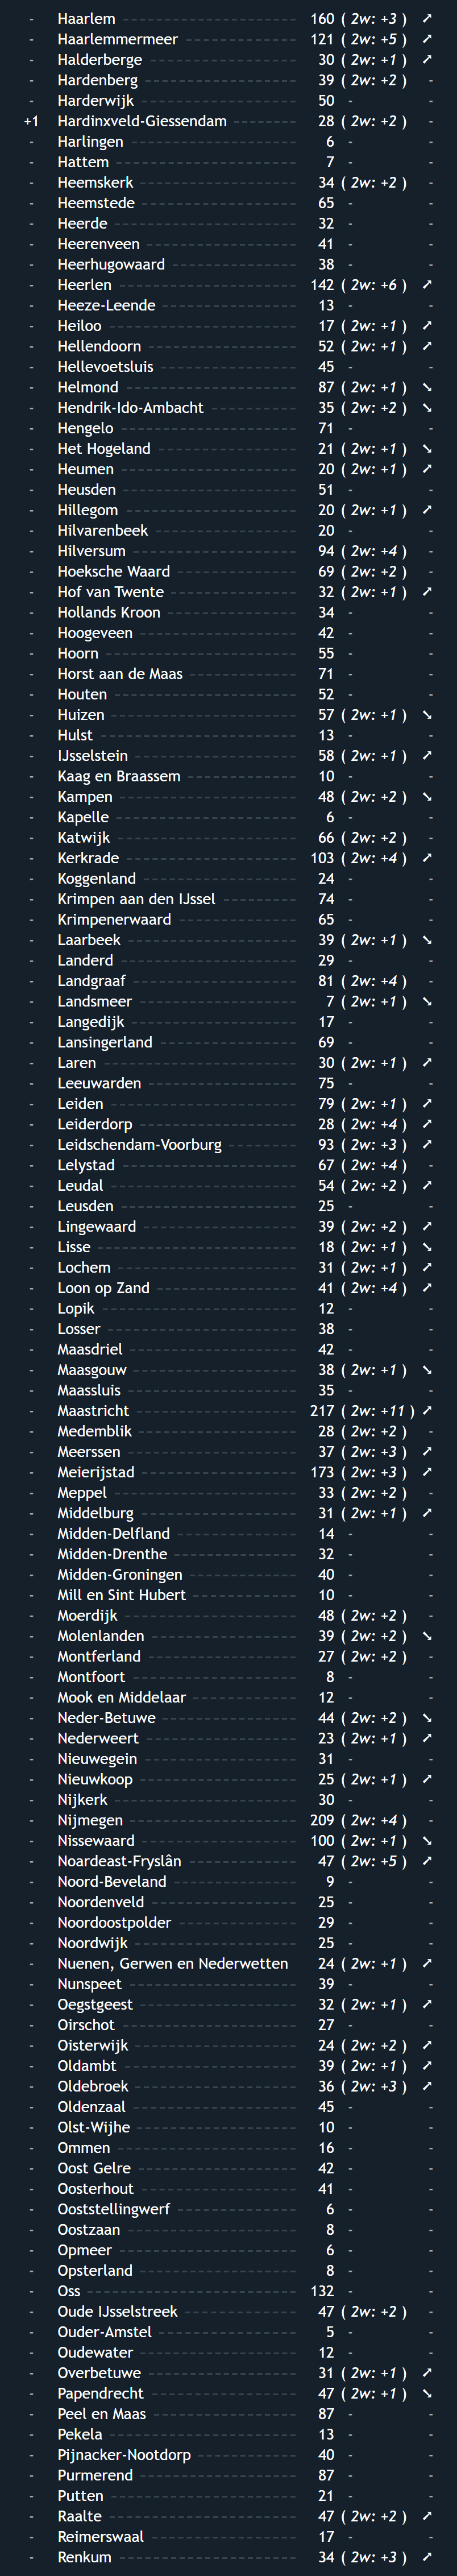 - Haarlem 160 ( 2w: +3 ) ➚
- Haarlemmermeer 121 ( 2w: +5 ) ➚
- Halderberge 30 ( 2w: +1 ) ➚
- Hardenberg 39 ( 2w: +2 ) -
- Harderwijk 50 - -
+1 Hardinxveld-Giessendam 28 ( 2w: +2 ) -
- Harlingen 6 - -
- Hattem 7 - -
- Heemskerk 34 ( 2w: +2 ) -
- Heemstede 65 - -
- Heerde 32 - -
- Heerenveen 41 - -
- Heerhugowaard 38 - -
- Heerlen 142 ( 2w: +6 ) ➚
- Heeze-Leende 13 - -
- Heiloo 17 ( 2w: +1 ) ➚
- Hellendoorn 52 ( 2w: +1 ) ➚
- Hellevoetsluis 45 - -
- Helmond 87 ( 2w: +1 ) ➘
- Hendrik-Ido-Ambacht 35 ( 2w: +2 ) ➘
- Hengelo 71 - -
- Het Hogeland 21 ( 2w: +1 ) ➘
- Heumen 20 ( 2w: +1 ) ➚
- Heusden 51 - -
- Hillegom 20 ( 2w: +1 ) ➚
- Hilvarenbeek 20 - -
- Hilversum 94 ( 2w: +4 ) -
- Hoeksche Waard 69 ( 2w: +2 ) -
- Hof van Twente 32 ( 2w: +1 ) ➚
- Hollands Kroon 34 - -
- Hoogeveen 42 - -
- Hoorn 55 - -
- Horst aan de Maas 71 - -
- Houten 52 - -
- Huizen 57 ( 2w: +1 ) ➘
- Hulst 13 - -
- IJsselstein 58 ( 2w: +1 ) ➚
- Kaag en Braassem 10 - -
- Kampen 48 ( 2w: +2 ) ➘
- Kapelle 6 - -
- Katwijk 66 ( 2w: +2 ) -
- Kerkrade 103 ( 2w: +4 ) ➚
- Koggenland 24 - -
- Krimpen aan den IJssel 74 - -
- Krimpenerwaard 65 - -
- Laarbeek 39 ( 2w: +1 ) ➘
- Landerd 29 - -
- Landgraaf 81 ( 2w: +4 ) -
- Landsmeer 7 ( 2w: +1 ) ➘
- Langedijk 17 - -
- Lansingerland 69 - -
- Laren 30 ( 2w: +1 ) ➚
- Leeuwarden 75 - -
- Leiden 79 ( 2w: +1 ) ➚
- Leiderdorp 28 ( 2w: +4 ) ➚
- Leidschendam-Voorburg 93 ( 2w: +3 ) ➚
- Lelystad 67 ( 2w: +4 ) -
- Leudal 54 ( 2w: +2 ) ➚
- Leusden 25 - -
- Lingewaard 39 ( 2w: +2 ) ➚
- Lisse 18 ( 2w: +1 ) ➘
- Lochem 31 ( 2w: +1 ) ➚
- Loon op Zand 41 ( 2w: +4 ) ➚
- Lopik 12 - -
- Losser 38 - -
- Maasdriel 42 - -
- Maasgouw 38 ( 2w: +1 ) ➘
- Maassluis 35 - -
- Maastricht 217 ( 2w: +11 ) ➚
- Medemblik 28 ( 2w: +2 ) -
- Meerssen 37 ( 2w: +3 ) ➚
- Meierijstad 173 ( 2w: +3 ) ➚
- Meppel 33 ( 2w: +2 ) -
- Middelburg 31 ( 2w: +1 ) ➚
- Midden-Delfland 14 - -
- Midden-Drenthe 32 - -
- Midden-Groningen 40 - -
- Mill en Sint Hubert 10 - -
- Moerdijk 48 ( 2w: +2 ) -
- Molenlanden 39 ( 2w: +2 ) ➘
- Montferland 27 ( 2w: +2 ) -
- Montfoort 8 - -
- Mook en Middelaar 12 - -
- Neder-Betuwe 44 ( 2w: +2 ) ➘
- Nederweert 23 ( 2w: +1 ) ➚
- Nieuwegein 31 - -
- Nieuwkoop 25 ( 2w: +1 ) ➚
- Nijkerk 30 - -
- Nijmegen 209 ( 2w: +4 ) -
- Nissewaard 100 ( 2w: +1 ) ➘
- Noardeast-Fryslân 47 ( 2w: +5 ) ➚
- Noord-Beveland 9 - -
- Noordenveld 25 - -
- Noordoostpolder 29 - -
- Noordwijk 25 - -
- Nuenen, Gerwen en Nederwetten 24 ( 2w: +1 ) ➚
- Nunspeet 39 - -
- Oegstgeest 32 ( 2w: +1 ) ➚
- Oirschot 27 - -
- Oisterwijk 24 ( 2w: +2 ) ➚
- Oldambt 39 ( 2w: +1 ) ➚
- Oldebroek 36 ( 2w: +3 ) ➚
- Oldenzaal 45 - -
- Olst-Wijhe 10 - -
- Ommen 16 - -
- Oost Gelre 42 - -
- Oosterhout 41 - -
- Ooststellingwerf 6 - -
- Oostzaan 8 - -
- Opmeer 6 - -
- Opsterland 8 - -
- Oss 132 - -
- Oude IJsselstreek 47 ( 2w: +2 ) -
- Ouder-Amstel 5 - -
- Oudewater 12 - -
- Overbetuwe 31 ( 2w: +1 ) ➚
- Papendrecht 47 ( 2w: +1 ) ➘
- Peel en Maas 87 - -
- Pekela 13 - -
- Pijnacker-Nootdorp 40 - -
- Purmerend 87 - -
- Putten 21 - -
- Raalte 47 ( 2w: +2 ) ➚
- Reimerswaal 17 - -
- Renkum 34 ( 2w: +3 ) ➚